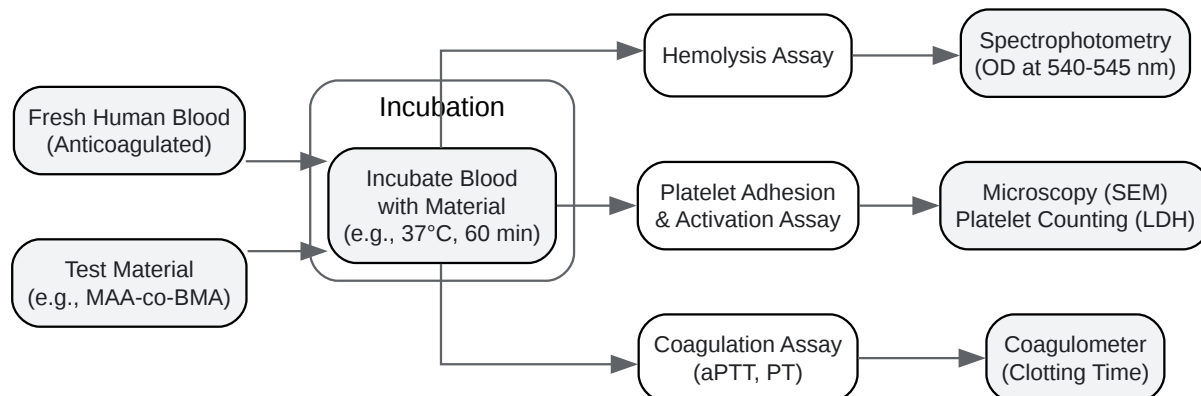 Fresh Human Blood
(Anticoagulated)
Test Material
(e.g., MAA-co-BMA)
Incubation
Incubate Blood
with Material
(e.g., 37°C, 60 min)
Hemolysis Assay
Spectrophotometry
(OD at 540-545 nm)
Platelet Adhesion
& Activation Assay
Microscopy (SEM)
Platelet Counting (LDH)
Coagulation Assay
(aPTT, PT)
Coagulometer
(Clotting Time)